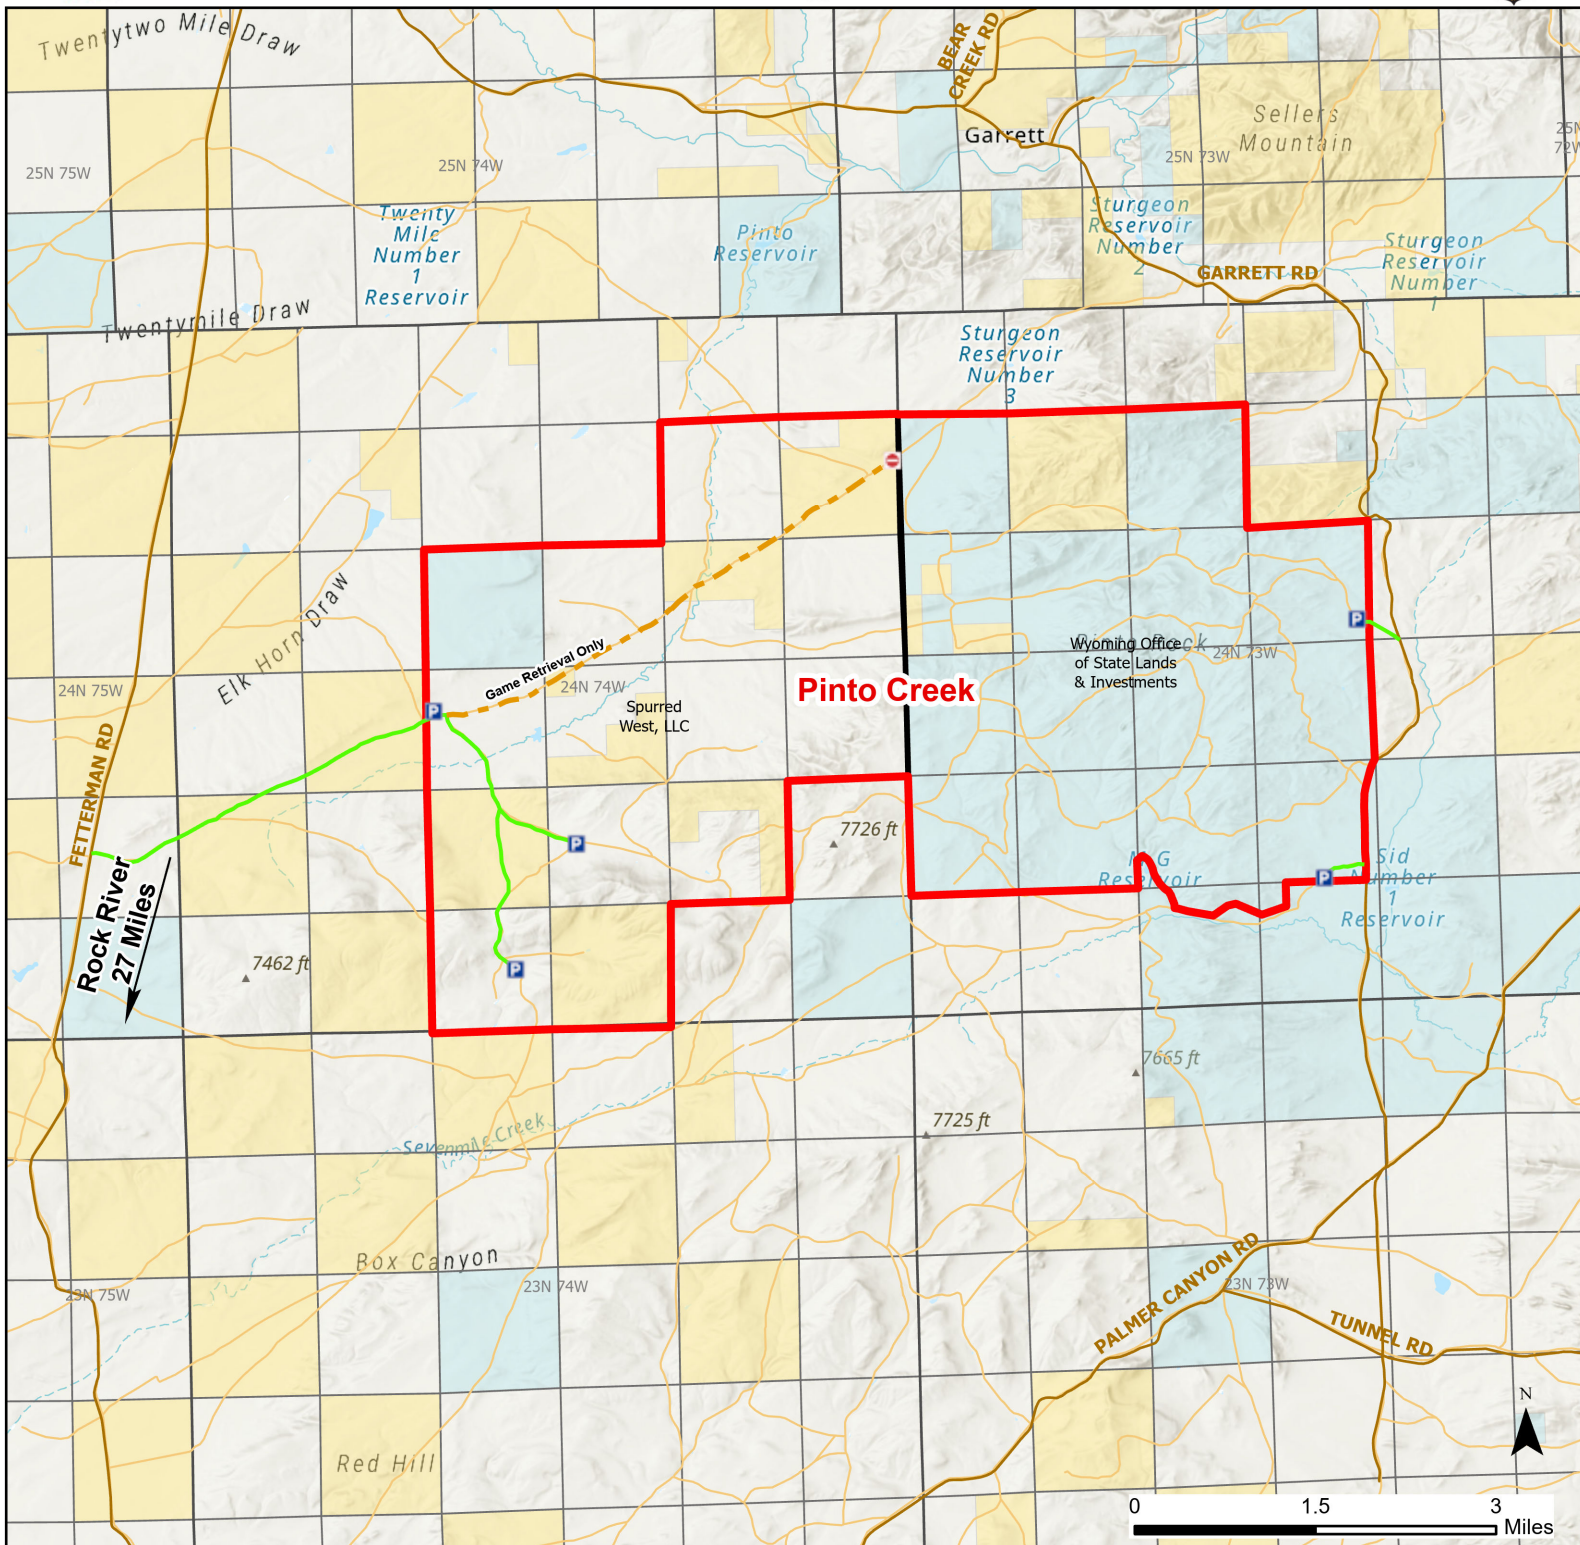 Twentytwo Mile Draw
BEAR
CREEK RD
Garrett
Sellers
Mountain
25N 75W
25N 74W
25N 73W
25N
72W
Twenty
Mile
Number
1
Reservoir
Pinto
Reservoir
Sturgeon
Reservoir
Number
2
GARRETT RD
Sturgeon
Reservoir
Number
1
Twentymile Draw
Sturgeon
Reservoir
Number
3
Elk Horn Draw
Game Retrieval Only
24N 75W
24N 74W
24N 73W
Spurred
West, LLC
Pinto Creek
Wyoming Office
of State Lands
& Investments
P
P
P
P
P
FETTERMAN RD
Rock River
27 Miles
7726 ft
7462 ft
Reservoir
Sid
Number
1
Reservoir
7665 ft
7725 ft
Sevenmile Creek
Box Canyon
23N 75W
23N 74W
23N 73W
PALMER CANYON RD
TUNNEL RD
Red Hill
N
0 1.5 3
Miles